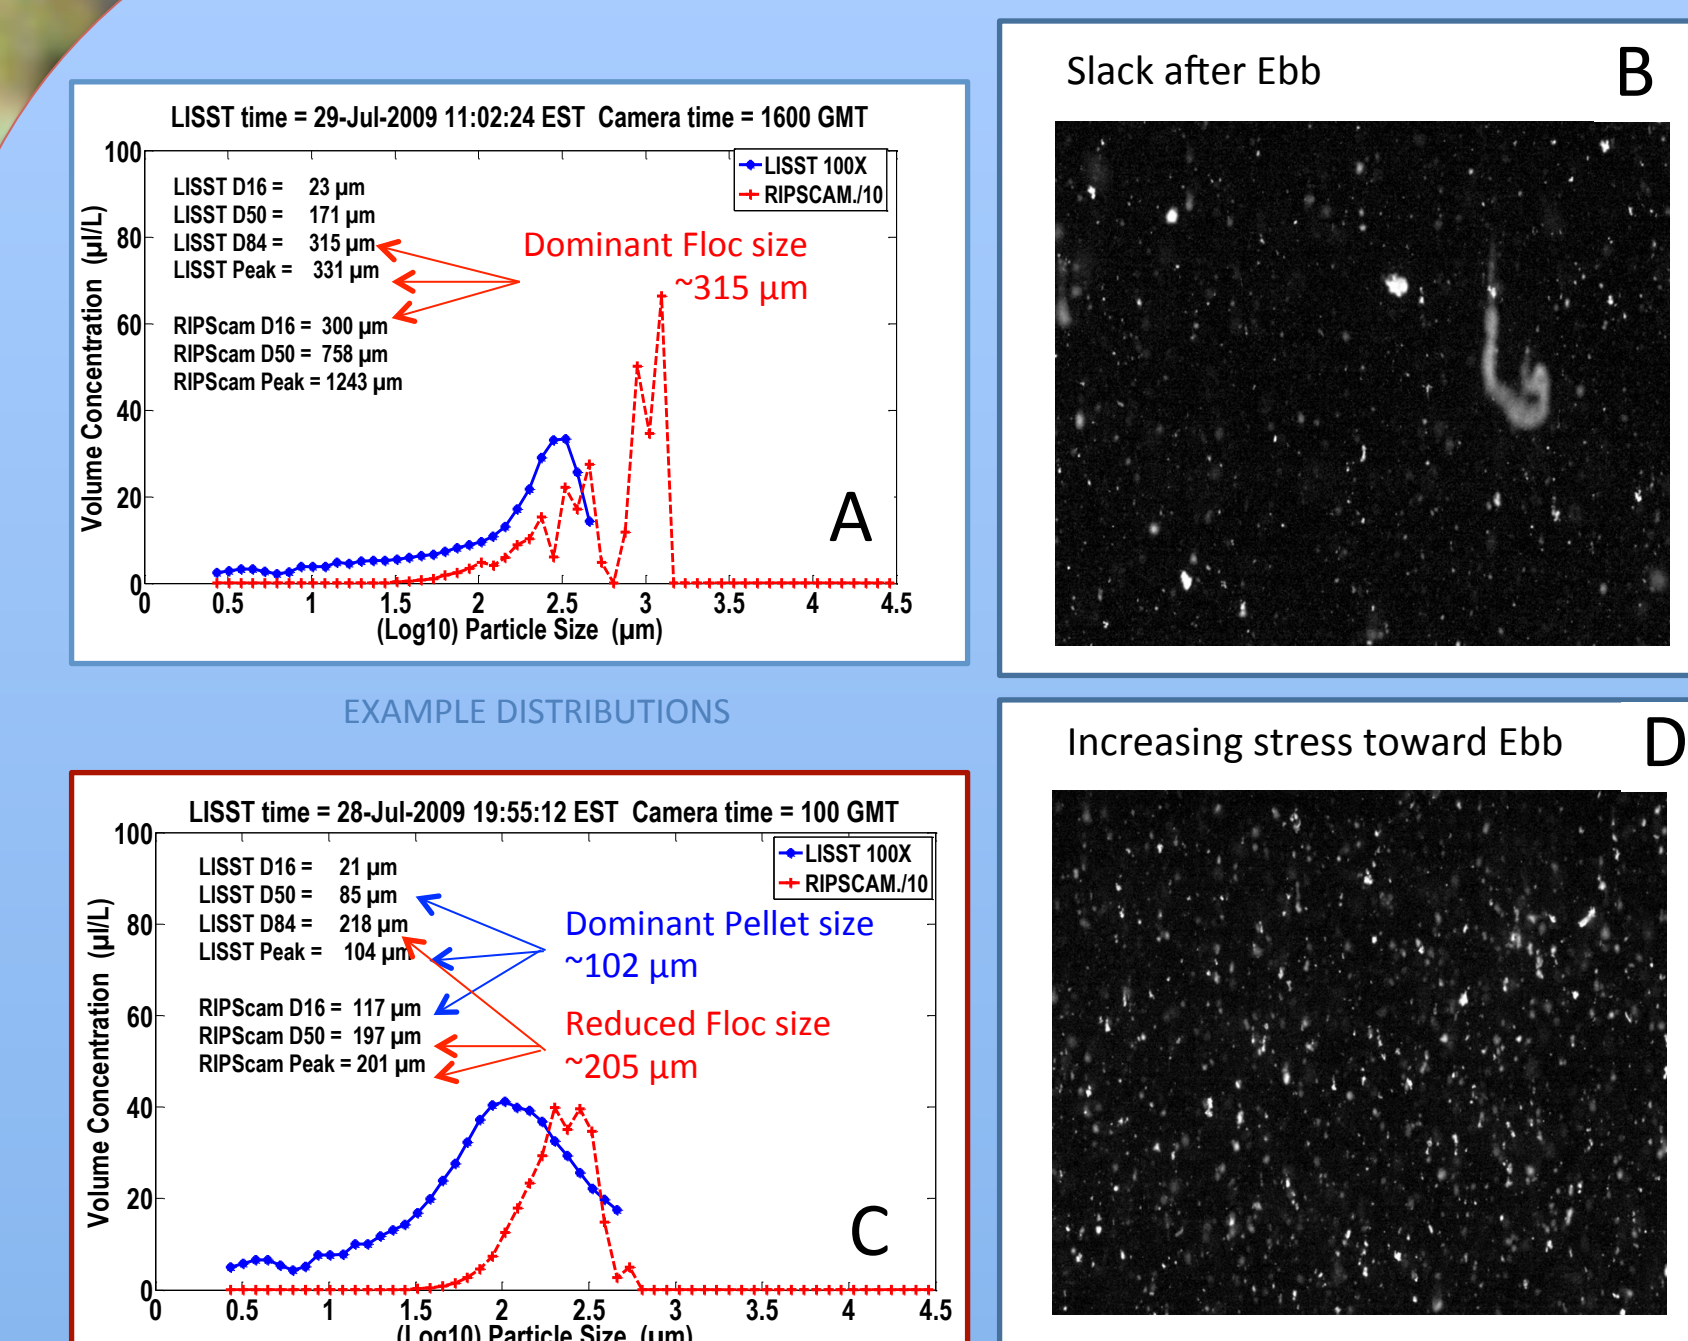 LISST time = 29-Jul-2009 11:02:24 EST  Camera time = 1600 GMT
100
80
60
40
20
0
Volume Concentration (µl/L)
LISST D16 = 23 µm
LISST D50 = 171 µm
LISST D84 = 315 µm
LISST Peak = 331 µm
RIPScam D16 = 300 µm
RIPScam D50 = 758 µm
RIPScam Peak = 1243 µm
LISST 100X
RIPSCAM./10
Dominant Floc size
~315 µm
A
0 0.5 1 1.5 2 2.5 3 3.5 4 4.5
(Log10) Particle Size (µm)
Slack after Ebb
B
EXAMPLE DISTRIBUTIONS
LISST time = 28-Jul-2009 19:55:12 EST  Camera time = 100 GMT
100
80
60
40
20
0
Volume Concentration (µl/L)
LISST D16 = 21 µm
LISST D50 = 85 µm
LISST D84 = 218 µm
LISST Peak = 104 µm
RIPScam D16 = 117 µm
RIPScam D50 = 197 µm
RIPScam Peak = 201 µm
LISST 100X
RIPSCAM./10
Dominant Pellet size
~102 µm
Reduced Floc size
~205 µm
C
0 0.5 1 1.5 2 2.5 3 3.5 4 4.5
(Log10) Particle Size (µm)
Increasing stress toward Ebb
D